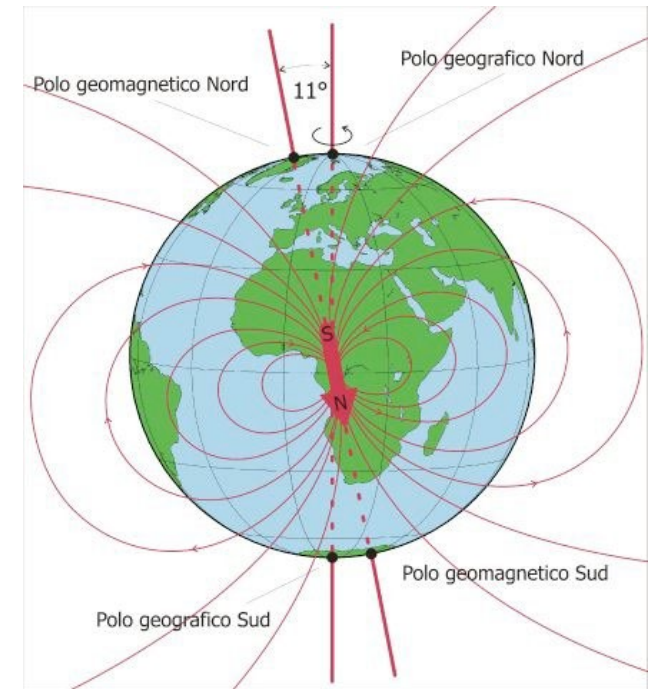 Polo geografico Nord
Polo geomagnetico Nord
11°
S
N
Polo geomagnetico Sud
Polo geografico Sud